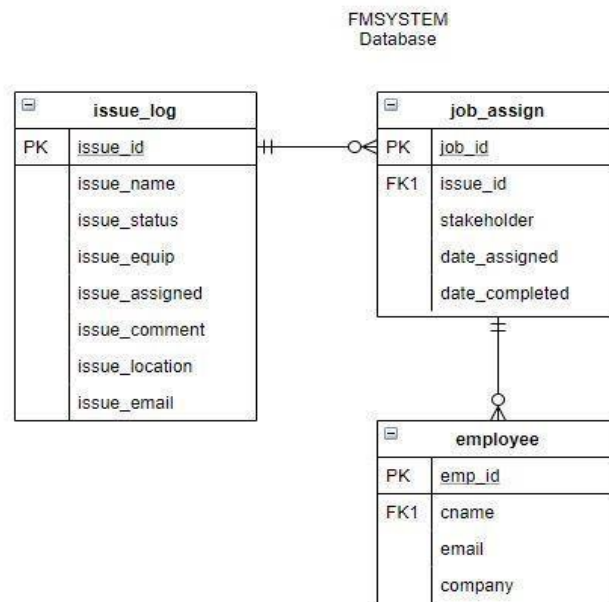 FMSYSTEM
Database
issue_log
PK issue_id
issue_name
issue_status
issue_equip
issue_assigned
issue_comment
issue_location
issue_email
job_assign
PK job_id
FK1 issue_id
stakeholder
date_assigned
date_completed
employee
PK emp_id
FK1 cname
email
company